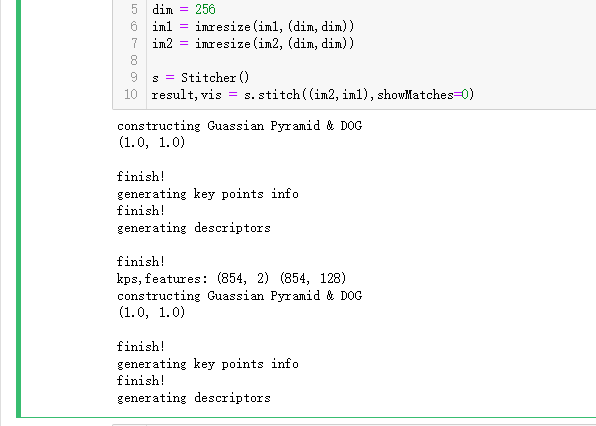 5 dim = 256
6 im1 = imresize(im1,(dim,dim))
7 im2 = imresize(im2,(dim,dim))
8
9 s = Stitcher()
10 result,vis = s.stitch((im2,im1),showMatches=0)
constructing Guassian Pyramid & DOG
(1.0, 1.0)
finish!
generating key points info
finish!
generating descriptors
finish!
kps,features: (854, 2) (854, 128)
constructing Guassian Pyramid & DOG
(1.0, 1.0)
finish!
generating key points info
finish!
generating descriptors